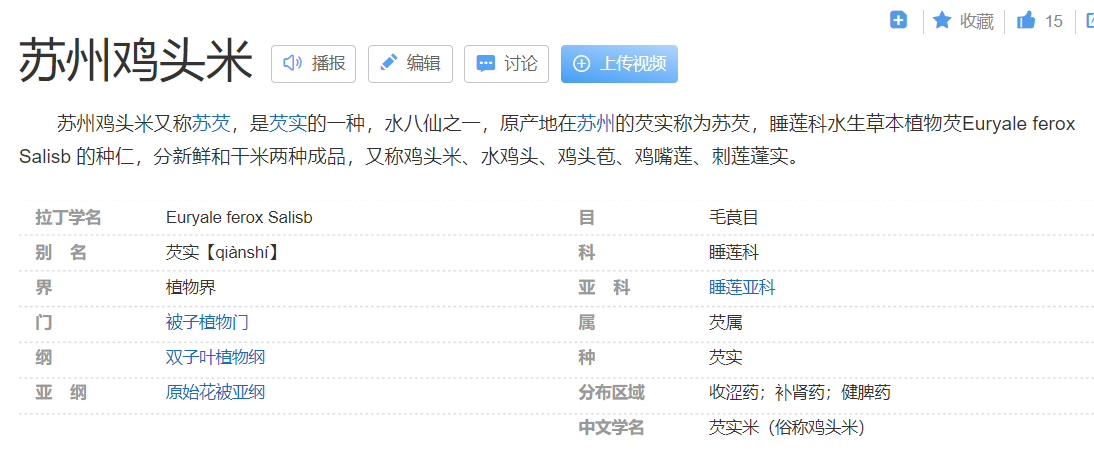 收藏 15
苏州鸡头米 播报 编辑 讨论 上传视频
苏州鸡头米又称苏芡，是芡实的一种，水八仙之一，原产地在苏州的芡实称为苏芡，睡莲科水生草本植物芡Euryale ferox
Salisb 的种仁，分新鲜和干米两种成品，又称鸡头米、水鸡头、鸡头苞、鸡嘴莲、刺莲蓬实。
拉丁学名 Euryale ferox Salisb 目 毛茛目
别 名 芡实【qiànshí】 科 睡莲科
界 植物界 亚 科 睡莲亚科
门 被子植物门 属 芡属
纲 双子叶植物纲 种 芡实
亚 纲 原始花被亚纲 分布区域 收涩药；补肾药；健脾药
中文学名 芡实米（俗称鸡头米）